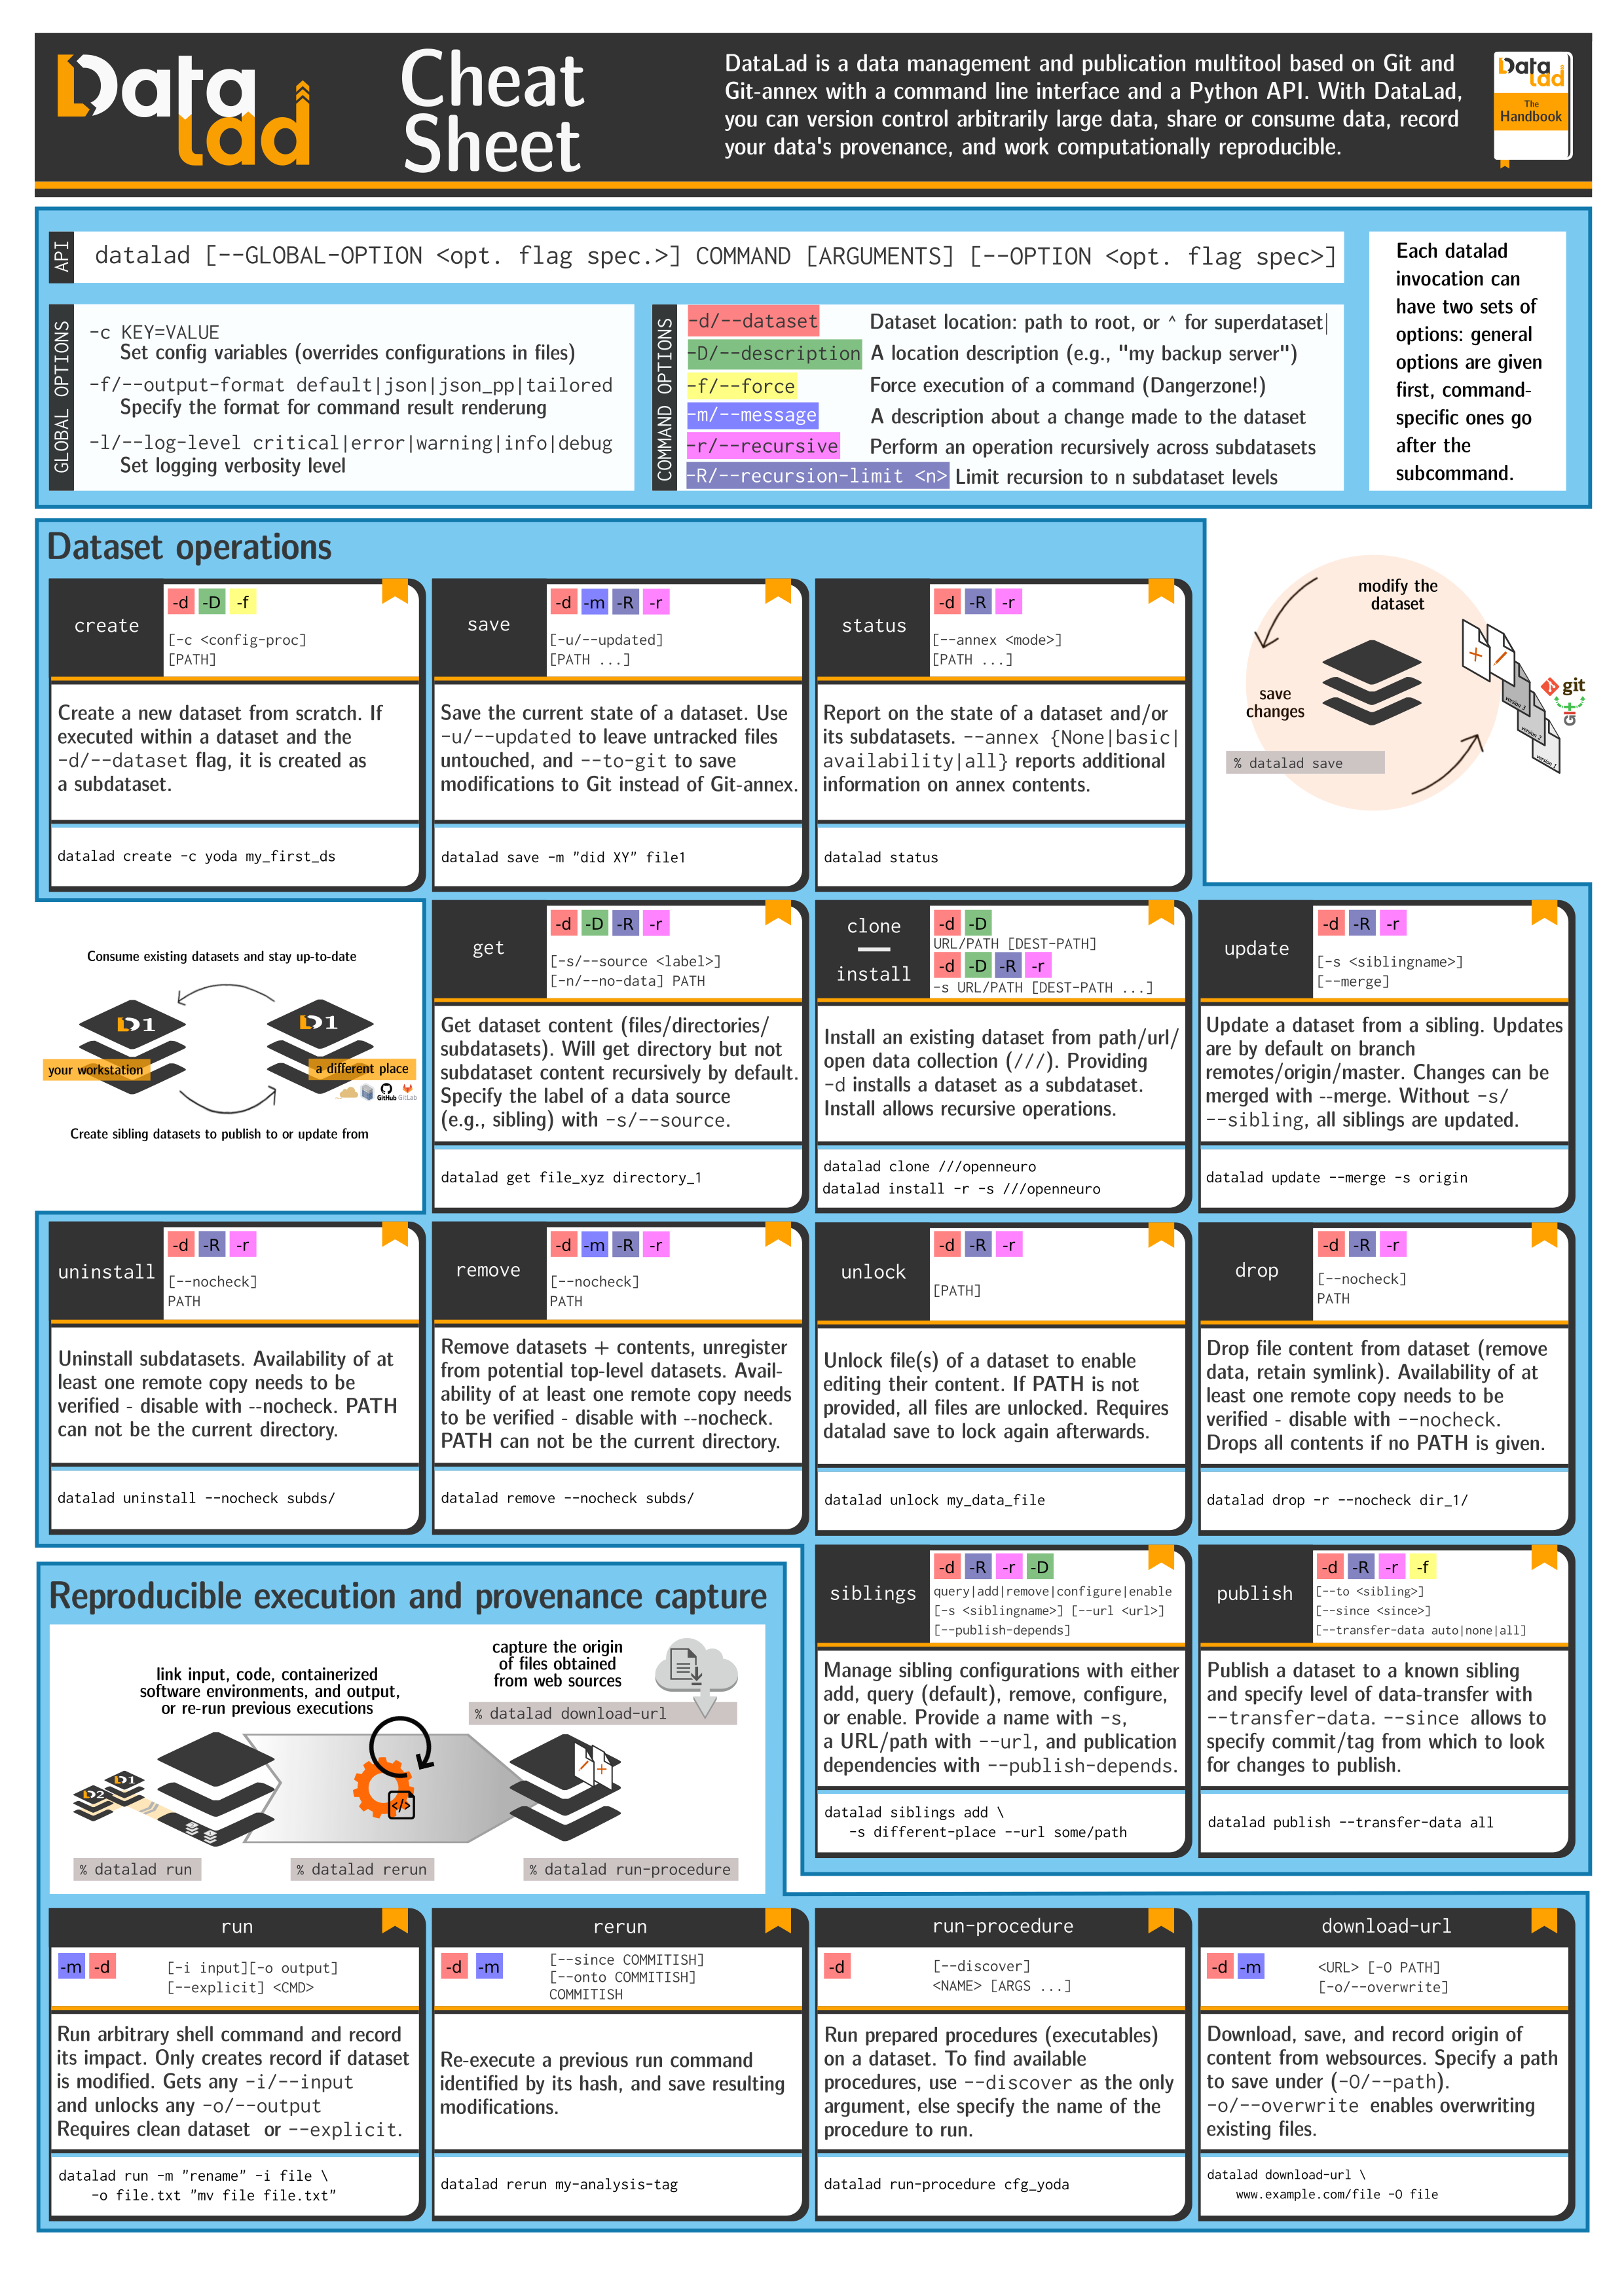 Data
lad
Cheat
Sheet
DataLad is a data management and publication multitool based on Git and
Git-annex with a command line interface and a Python API. With DataLad,
you can version control arbitrarily large data, share or consume data, record
your data's provenance, and work computationally reproducible.
Data
lad
The
Handbook
API
datalad [--GLOBAL-OPTION <opt. flag spec.>] COMMAND [ARGUMENTS] [--OPTION <opt. flag spec>]
Each datalad
invocation can
have two sets of
options: general
options are given
first, command-
specific ones go
after the
subcommand.
GLOBAL OPTIONS
-c KEY=VALUE
Set config variables (overrides configurations in files)
-f/--output-format default|json|json_pp|tailored
Specify the format for command result renderung
-l/--log-level critical|error|warning|info|debug
Set logging verbosity level
COMMAND OPTIONS
-d/--dataset Dataset location: path to root, or ^ for superdataset|
-D/--description A location description (e.g., "my backup server")
-f/--force Force execution of a command (Dangerzone!)
-m/--message A description about a change made to the dataset
-r/--recursive Perform an operation recursively across subdatasets
-R/--recursion-limit <n> Limit recursion to n subdataset levels
Dataset operations
create
-d -D -f
[-c <config-proc]
[PATH]
Create a new dataset from scratch. If
executed within a dataset and the
-d/--dataset flag, it is created as
a subdataset.
datalad create -c yoda my_first_ds
save
-d -m -R -r
[-u/--updated]
[PATH ...]
Save the current state of a dataset. Use
-u/--updated to leave untracked files
untouched, and --to-git to save
modifications to Git instead of Git-annex.
datalad save -m "did XY" file1
status
-d -R -r
[--annex <mode>]
[PATH ...]
Report on the state of a dataset and/or
its subdatasets. --annex {None|basic|
availability|all} reports additional
information on annex contents.
datalad status
modify the
dataset
save
changes
% datalad save
git
version 3
version 2
version 1
Consume existing datasets and stay up-to-date
D1
D1
your workstation
a different place
GitHub GitLab
Create sibling datasets to publish to or update from
get
-d -D -R -r
[-s/--source <label>]
[-n/--no-data] PATH
Get dataset content (files/directories/
subdatasets). Will get directory but not
subdataset content recursively by default.
Specify the label of a data source
(e.g., sibling) with -s/--source.
datalad get file_xyz directory_1
clone
install
-d -D
URL/PATH [DEST-PATH]
-d -D -R -r
-s URL/PATH [DEST-PATH ...]
Install an existing dataset from path/url/
open data collection (///). Providing
-d installs a dataset as a subdataset.
Install allows recursive operations.
datalad clone ///openneuro
datalad install -r -s ///openneuro
update
-d -R -r
[-s <siblingname>]
[--merge]
Update a dataset from a sibling. Updates
are by default on branch
remotes/origin/master. Changes can be
merged with --merge. Without -s/
--sibling, all siblings are updated.
datalad update --merge -s origin
uninstall
-d -R -r
[--nocheck]
PATH
Uninstall subdatasets. Availability of at
least one remote copy needs to be
verified - disable with --nocheck. PATH
can not be the current directory.
datalad uninstall --nocheck subds/
remove
-d -m -R -r
[--nocheck]
PATH
Remove datasets + contents, unregister
from potential top-level datasets. Avail-
ability of at least one remote copy needs
to be verified - disable with --nocheck.
PATH can not be the current directory.
datalad remove --nocheck subds/
unlock
-d -R -r
[PATH]
Unlock file(s) of a dataset to enable
editing their content. If PATH is not
provided, all files are unlocked. Requires
datalad save to lock again afterwards.
datalad unlock my_data_file
drop
-d -R -r
[--nocheck]
PATH
Drop file content from dataset (remove
data, retain symlink). Availability of at
least one remote copy needs to be
verified - disable with --nocheck.
Drops all contents if no PATH is given.
datalad drop -r --nocheck dir_1/
siblings
-d -R -r -D
query|add|remove|configure|enable
[-s <siblingname>] [--url <url>]
[--publish-depends]
Manage sibling configurations with either
add, query (default), remove, configure,
or enable. Provide a name with -s,
a URL/path with --url, and publication
dependencies with --publish-depends.
datalad siblings add \
-s different-place --url some/path
publish
-d -R -r -f
[--to <sibling>]
[--since <since>]
[--transfer-data auto|none|all]
Publish a dataset to a known sibling
and specify level of data-transfer with
--transfer-data. --since allows to
specify commit/tag from which to look
for changes to publish.
datalad publish --transfer-data all
Reproducible execution and provenance capture
link input, code, containerized
software environments, and output,
or re-run previous executions
capture the origin
of files obtained
from web sources
% datalad download-url
D1
D2
</>
% datalad run
% datalad rerun
% datalad run-procedure
run
-m -d
[-i input][-o output]
[--explicit] <CMD>
Run arbitrary shell command and record
its impact. Only creates record if dataset
is modified. Gets any -i/--input
and unlocks any -o/--output
Requires clean dataset or --explicit.
datalad run -m "rename" -i file \
-o file.txt "mv file file.txt"
rerun
-d -m
[--since COMMITISH]
[--onto COMMITISH]
COMMITISH
Re-execute a previous run command
identified by its hash, and save resulting
modifications.
datalad rerun my-analysis-tag
run-procedure
-d
[--discover]
<NAME> [ARGS ...]
Run prepared procedures (executables)
on a dataset. To find available
procedures, use --discover as the only
argument, else specify the name of the
procedure to run.
datalad run-procedure cfg_yoda
download-url
-d -m
<URL> [-O PATH]
[-o/--overwrite]
Download, save, and record origin of
content from websources. Specify a path
to save under (-O/--path).
-o/--overwrite enables overwriting
existing files.
datalad download-url \
www.example.com/file -O file